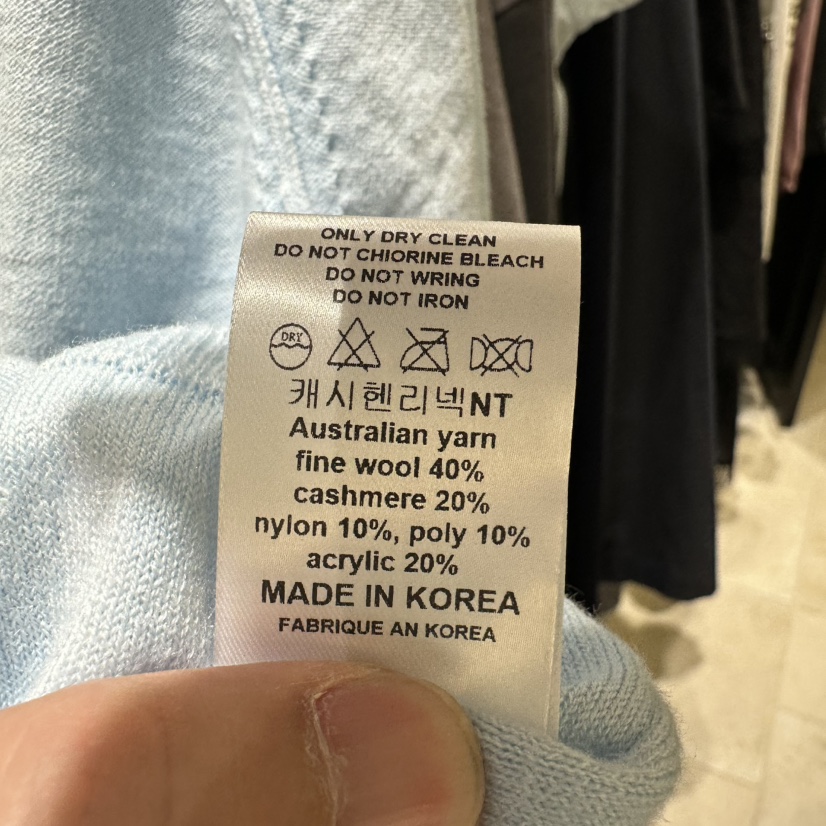 ONLY DRY CLEAN
DO NOT CHIORINE BLEACH
DO NOT WRING
DO NOT IRON
DRY
캐시헨리넥NT
Australian yarn
fine wool 40%
cashmere 20%
nylon 10%, poly 10%
acrylic 20%
MADE IN KOREA
FABRIQUE AN KOREA